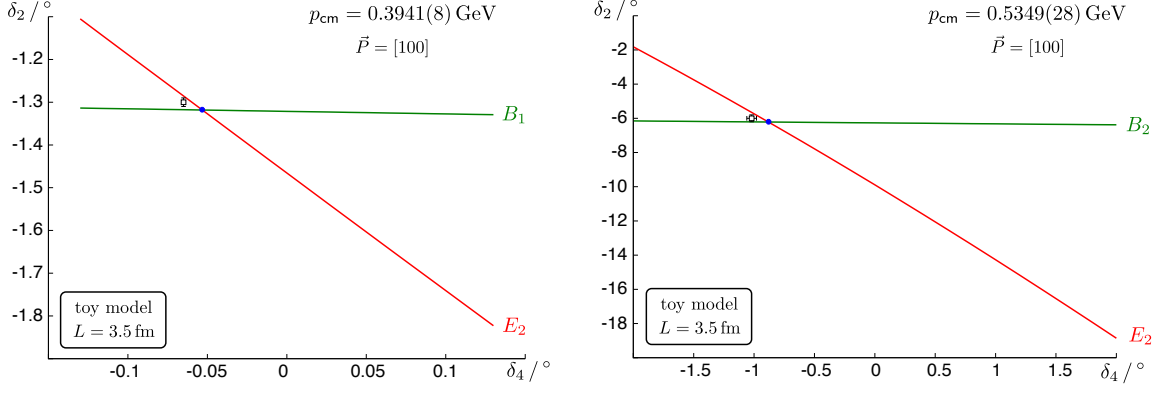 δ₂ / °
p_cm = 0.3941(8) GeV
P⃗ = [100]
-1.2
-1.3
-1.4
-1.5
-1.6
-1.7
-1.8
B₁
E₂
toy model
L = 3.5 fm
-0.1
-0.05
0
0.05
0.1
δ₄ / °
δ₂ / °
p_cm = 0.5349(28) GeV
P⃗ = [100]
-2
-4
-6
-8
-10
-12
-14
-16
-18
B₂
E₂
toy model
L = 3.5 fm
-1.5
-1
-0.5
0
0.5
1
1.5
δ₄ / °